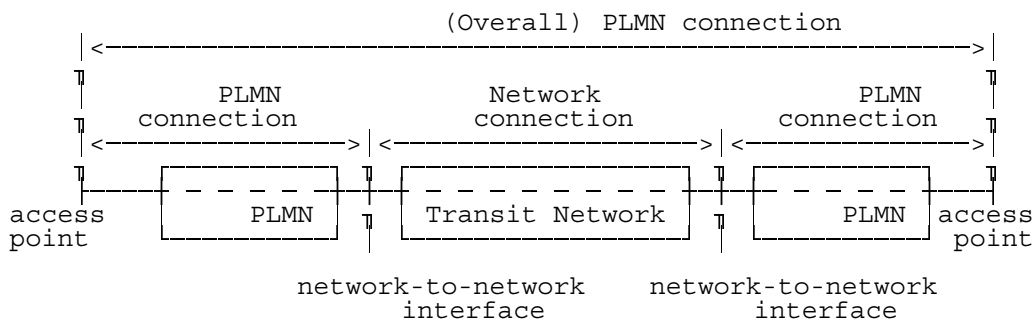 (Overall) PLMN connection
PLMN Network PLMN
connection connection connection
access PLMN Transit Network PLMN access
point point
network-to-network network-to-network
interface interface